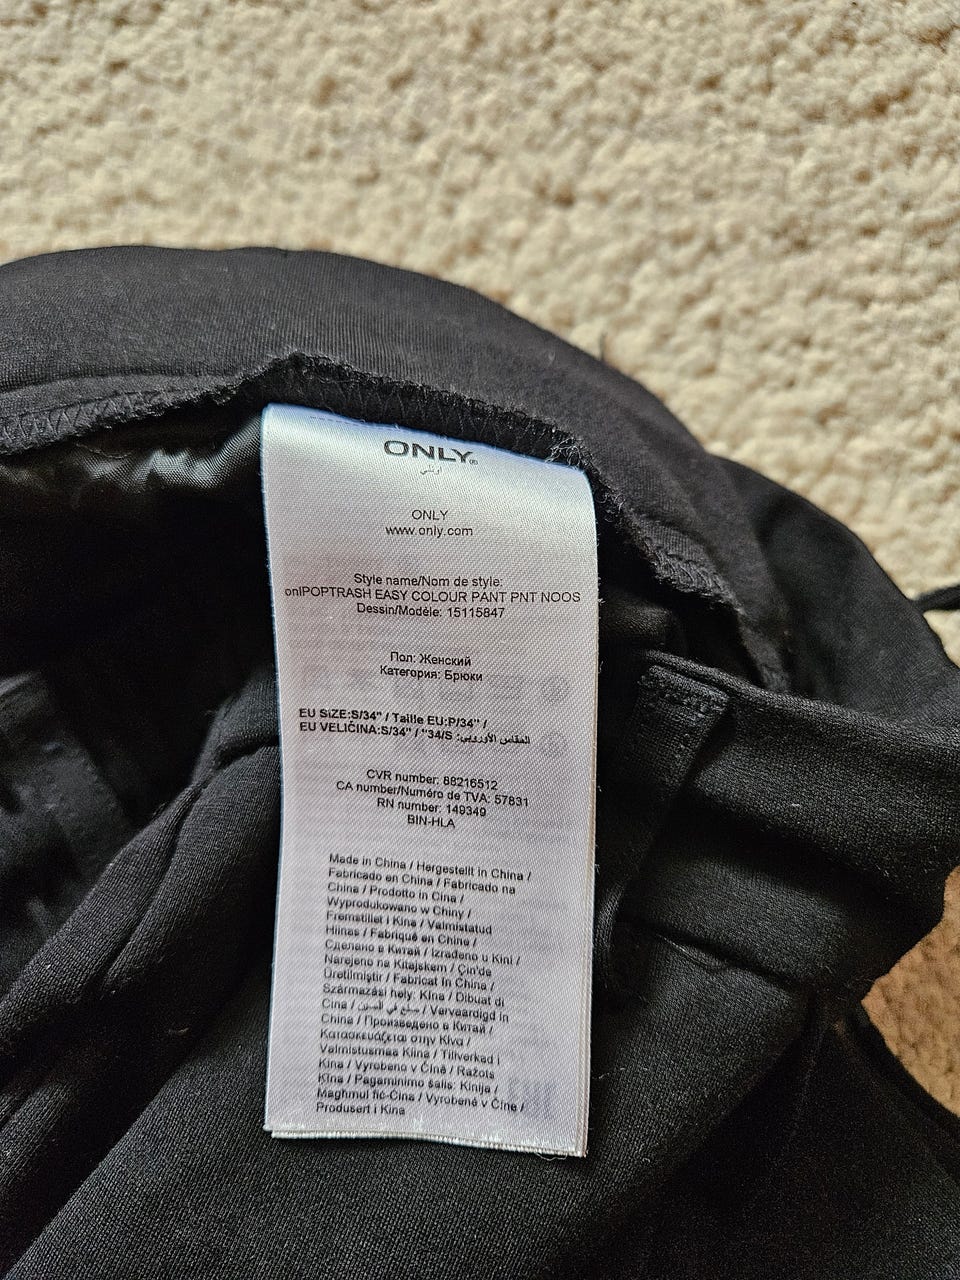 ONLY®
أونلي
ONLY
www.only.com
Style name/Nom de style:
onlPOPTRASH EASY COLOUR PANT PNT NOOS
Dessin/Modèle: 15115847
Пол: Женский
Категория: Брюки
EU SIZE:S/34" / Taille EU:P/34" /
EU VELIČINA:S/34" / "34/S :المقاس الأوروبي
CVR number: 88216512
CA number/Numéro de TVA: 57831
RN number: 149349
BIN-HLA
Made in China / Hergestellt in China /
Fabricado en China / Fabricado na
China / Prodotto in Cina /
Wyprodukowano w Chiny /
Fremstillet i Kina / Valmistatud
Hiinas / Fabriqué en Chine /
Сделано в Китай / Izrađeno u Kini /
Narejeno na Kitajskem / Çin'de
Üretilmiştir / Fabricat în China /
Származási hely: Kína / Dibuat di
Cina / صنع في الصين / Vervaardigd in
China / Произведено в Китай /
Κατασκευάζεται στην Κίνα /
Valmistusmaa Kiina / Tillverkad i
Kina / Vyrobeno v Číně / Ražots
Ķīna / Pagaminimo šalis: Kinija /
Magħmul fiċ-Ċina / Vyrobené v Číne /
Produsert i Kina